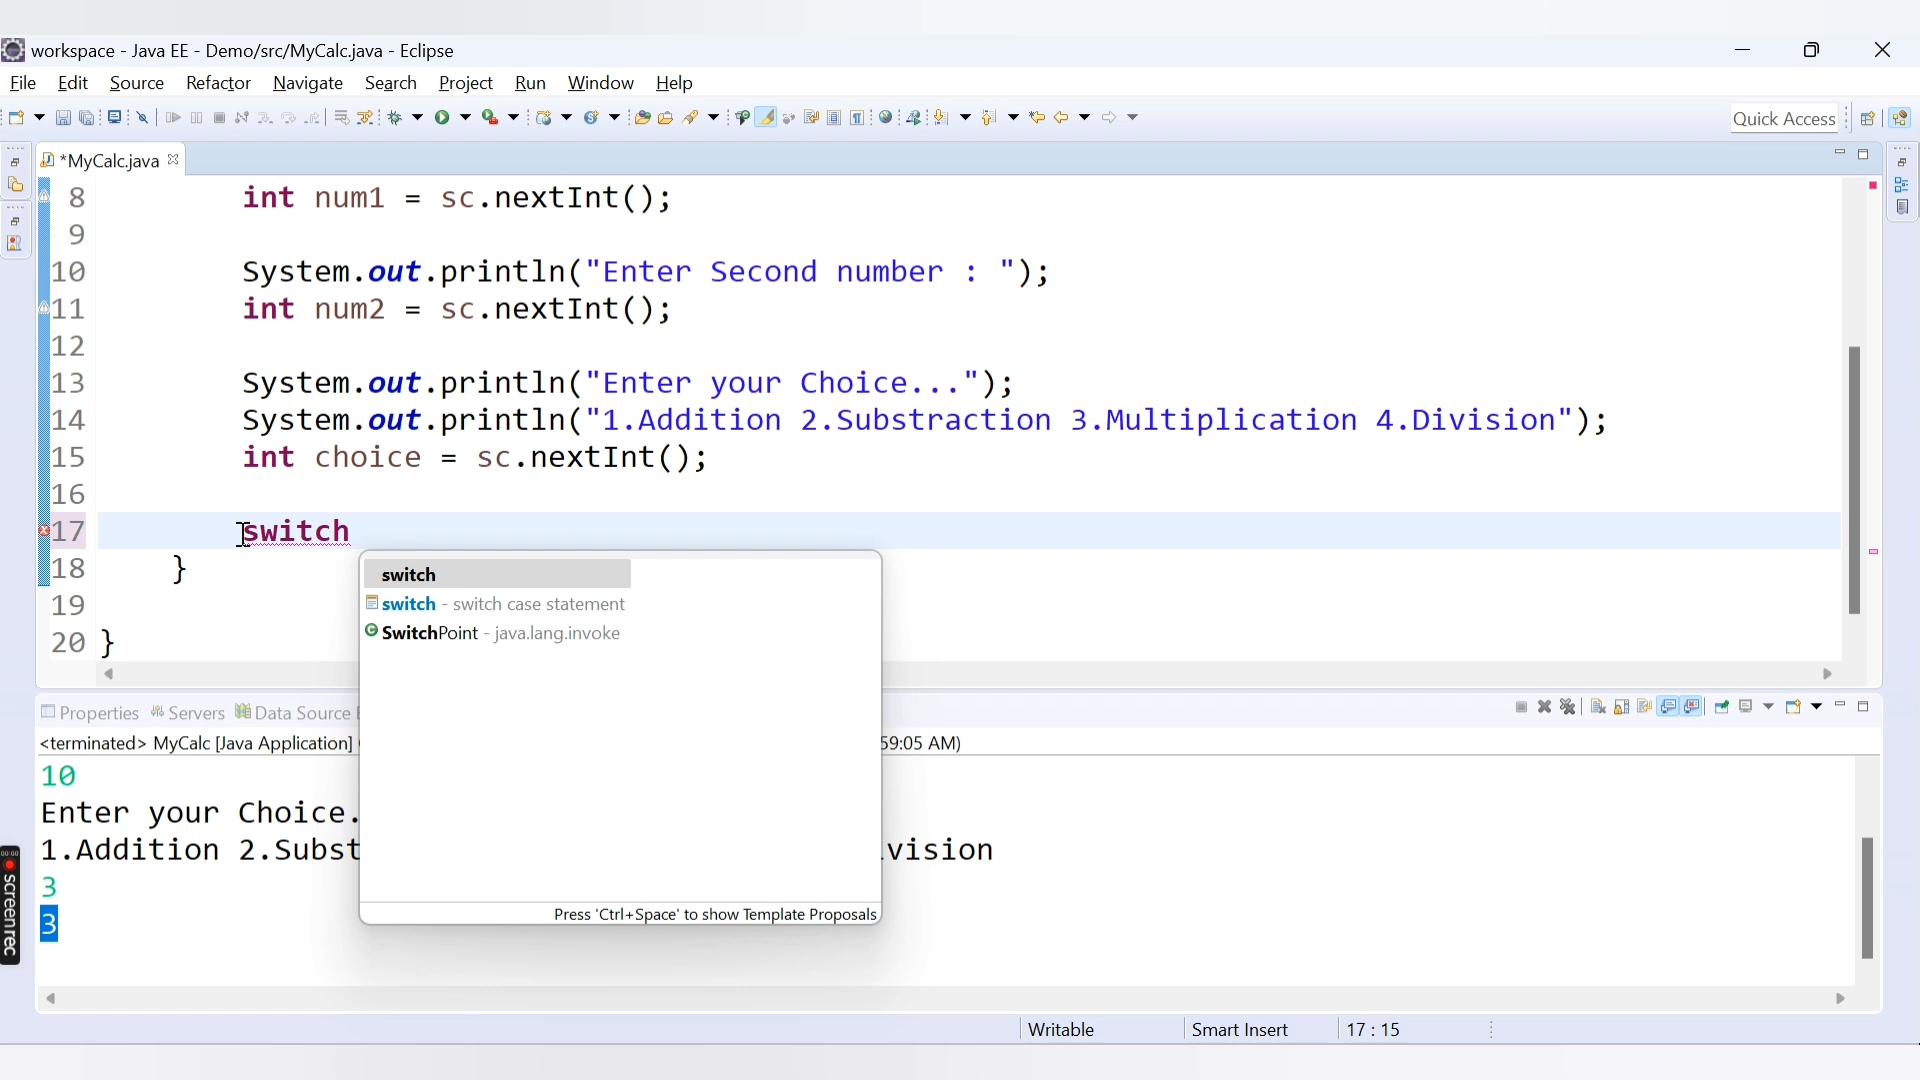 workspace - Java EE - Demo/src/MyCalc.java - Eclipse
File Edit Source Refactor Navigate Search Project Run Window Help
Quick Access
*MyCalc.java
8 int num1 = sc.nextInt();
9
10 System.out.println("Enter Second number : ");
11 int num2 = sc.nextInt();
12
13 System.out.println("Enter your Choice...");
14 System.out.println("1.Addition 2.Substraction 3.Multiplication 4.Division");
15 int choice = sc.nextInt();
16
17 switch
18 }
19
20 }
switch
switch - switch case statement
SwitchPoint - java.lang.invoke
Press 'Ctrl+Space' to show Template Proposals
Properties Servers Data Source
<terminated> MyCalc [Java Application] 59:05 AM)
10
Enter your Choice.
1.Addition 2.Subst vision
3
3
00:00
screenrec
Writable Smart Insert 17 : 15